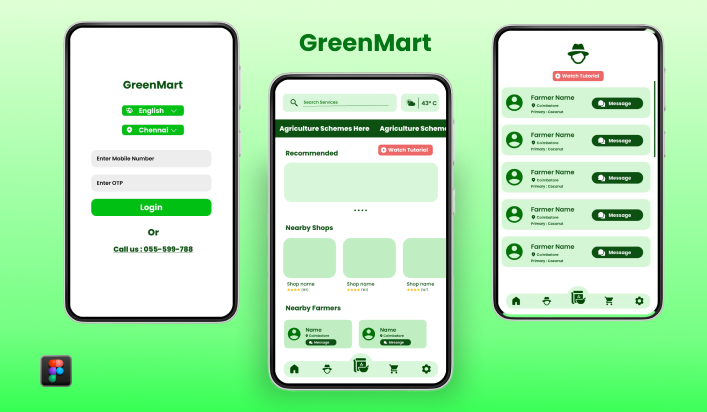 GreenMart
GreenMart
English
Chennai
Enter Mobile Number
Enter OTP
Login
Or
Call us : 055-599-788
Search Services
43° C
Agriculture Schemes Here Agriculture Scheme
Recommended
Watch Tutorial
Nearby Shops
Shop name Shop name Shop name
Nearby Farmers
Name
Coimbatore
Message
Name
Coimbatore
Message
Watch Tutorial
Farmer Name
Coimbatore
Primary : Coconut
Message
Farmer Name
Coimbatore
Primary : Coconut
Message
Farmer Name
Coimbatore
Primary : Coconut
Message
Farmer Name
Coimbatore
Primary : Coconut
Message
Farmer Name
Coimbatore
Primary : Coconut
Message